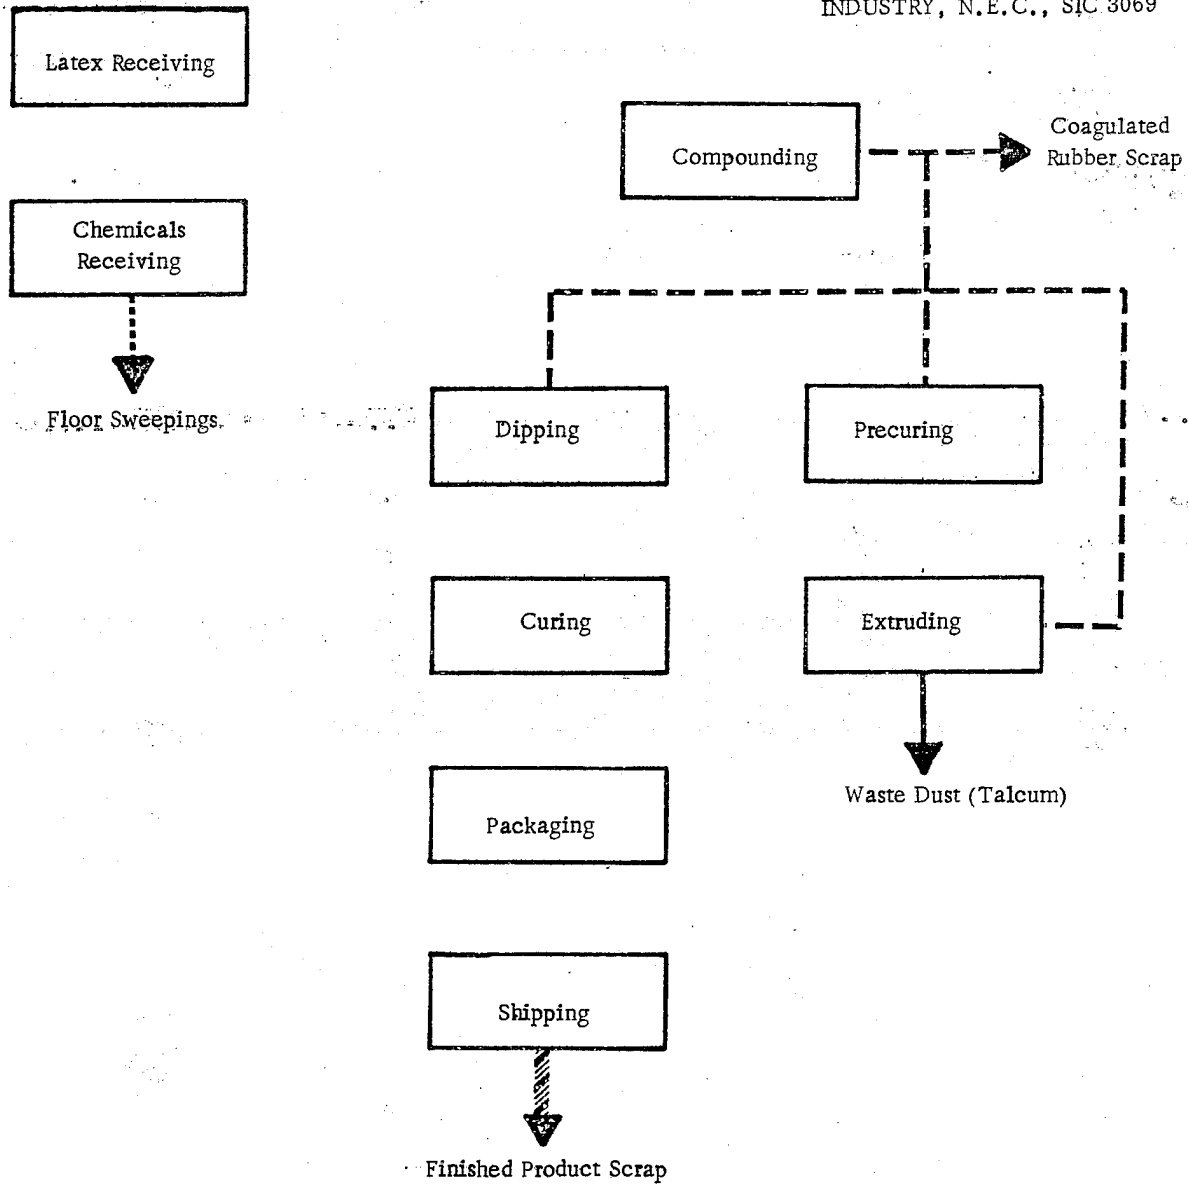 INDUSTRY, N.E.C., SIC 3069
Latex Receiving
Compounding
Coagulated
Rubber Scrap
Chemicals
Receiving
Floor Sweepings
Dipping
Precuring
Curing
Extruding
Waste Dust (Talcum)
Packaging
Shipping
Finished Product Scrap